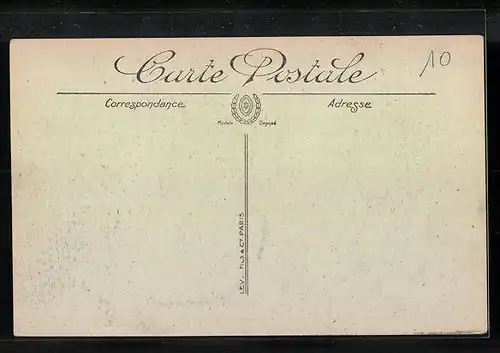 Carte Postale
10
Correspondance
Adresse
Modèle Déposé
LEV. FILS & Cie PARIS